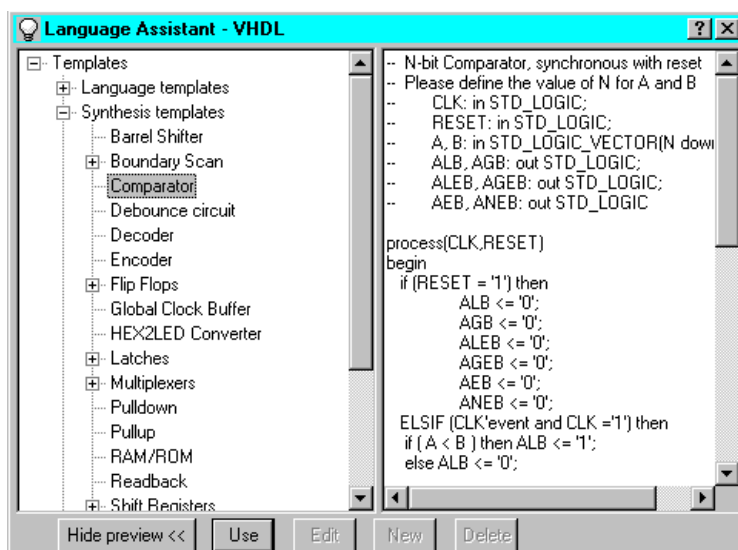 Language Assistant - VHDL
Templates
Language templates
Synthesis templates
Barrel Shifter
Boundary Scan
Comparator
Debounce circuit
Decoder
Encoder
Flip Flops
Global Clock Buffer
HEX2LED Converter
Latches
Multiplexers
Pulldown
Pullup
RAM/ROM
Readback
Shift Registers
-- N-bit Comparator, synchronous with reset
-- Please define the value of N for A and B
-- CLK: in STD_LOGIC;
-- RESET: in STD_LOGIC;
-- A, B: in STD_LOGIC_VECTOR(N down
-- ALB, AGB: out STD_LOGIC;
-- ALEB, AGEB: out STD_LOGIC;
-- AEB, ANEB: out STD_LOGIC
process(CLK,RESET)
begin
if (RESET = '1') then
ALB <= '0';
AGB <= '0';
ALEB <= '0';
AGEB <= '0';
AEB <= '0';
ANEB <= '0';
ELSIF (CLK'event and CLK ='1') then
if ( A < B ) then ALB <= '1';
else ALB <= '0';
Hide preview <<
Use
Edit
New
Delete